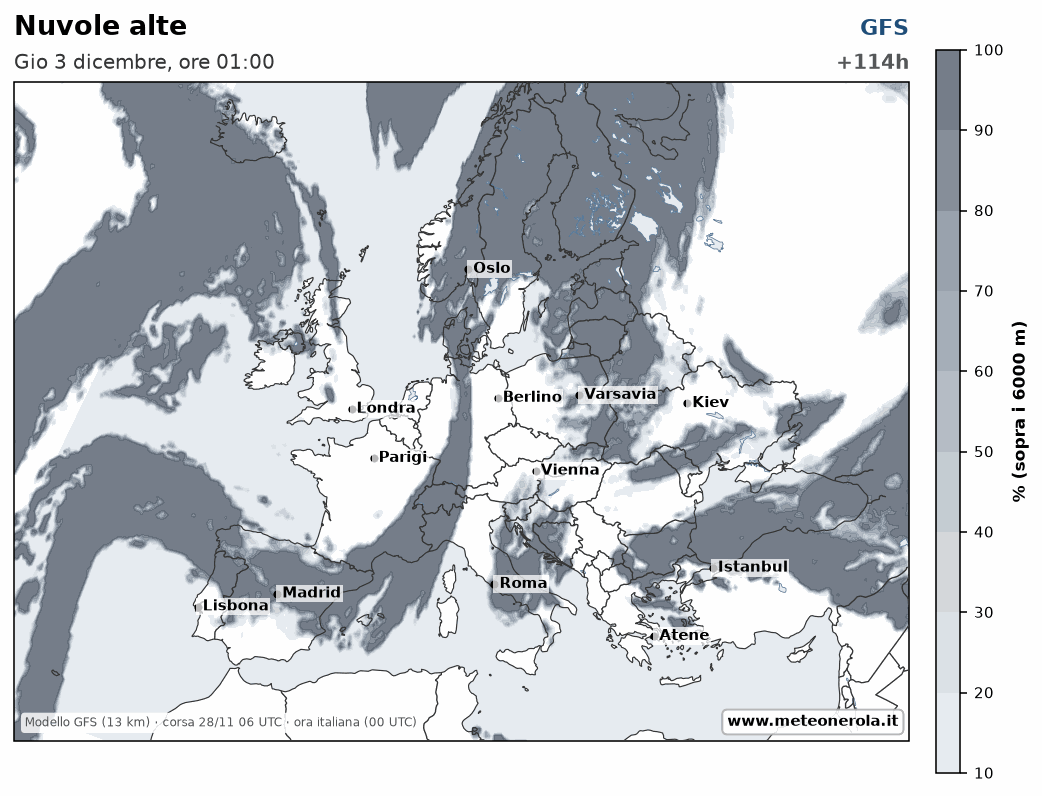 Nuvole alte
GFS
Gio 3 dicembre, ore 01:00
+114h
100
90
80
70
60
50
40
30
20
10
% (sopra i 6000 m)
Oslo
Londra
Berlino
Varsavia
Kiev
Parigi
Vienna
Istanbul
Roma
Madrid
Lisbona
Atene
Modello GFS (13 km) · corsa 28/11 06 UTC · ora italiana (00 UTC)
www.meteonerola.it